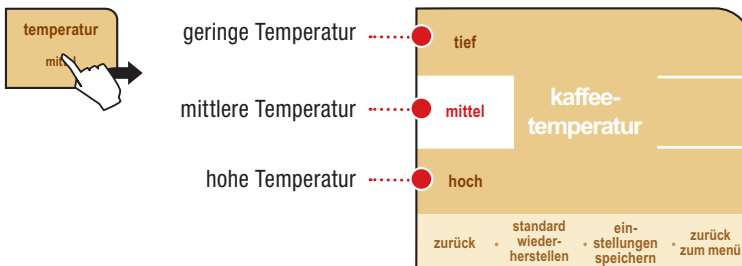 temperatur
mittel
geringe Temperatur
tief
mittlere Temperatur
mittel
kaffee-
temperatur
hohe Temperatur
hoch
zurück
standard
wieder-
herstellen
ein-
stellungen
speichern
zurück
zum menü